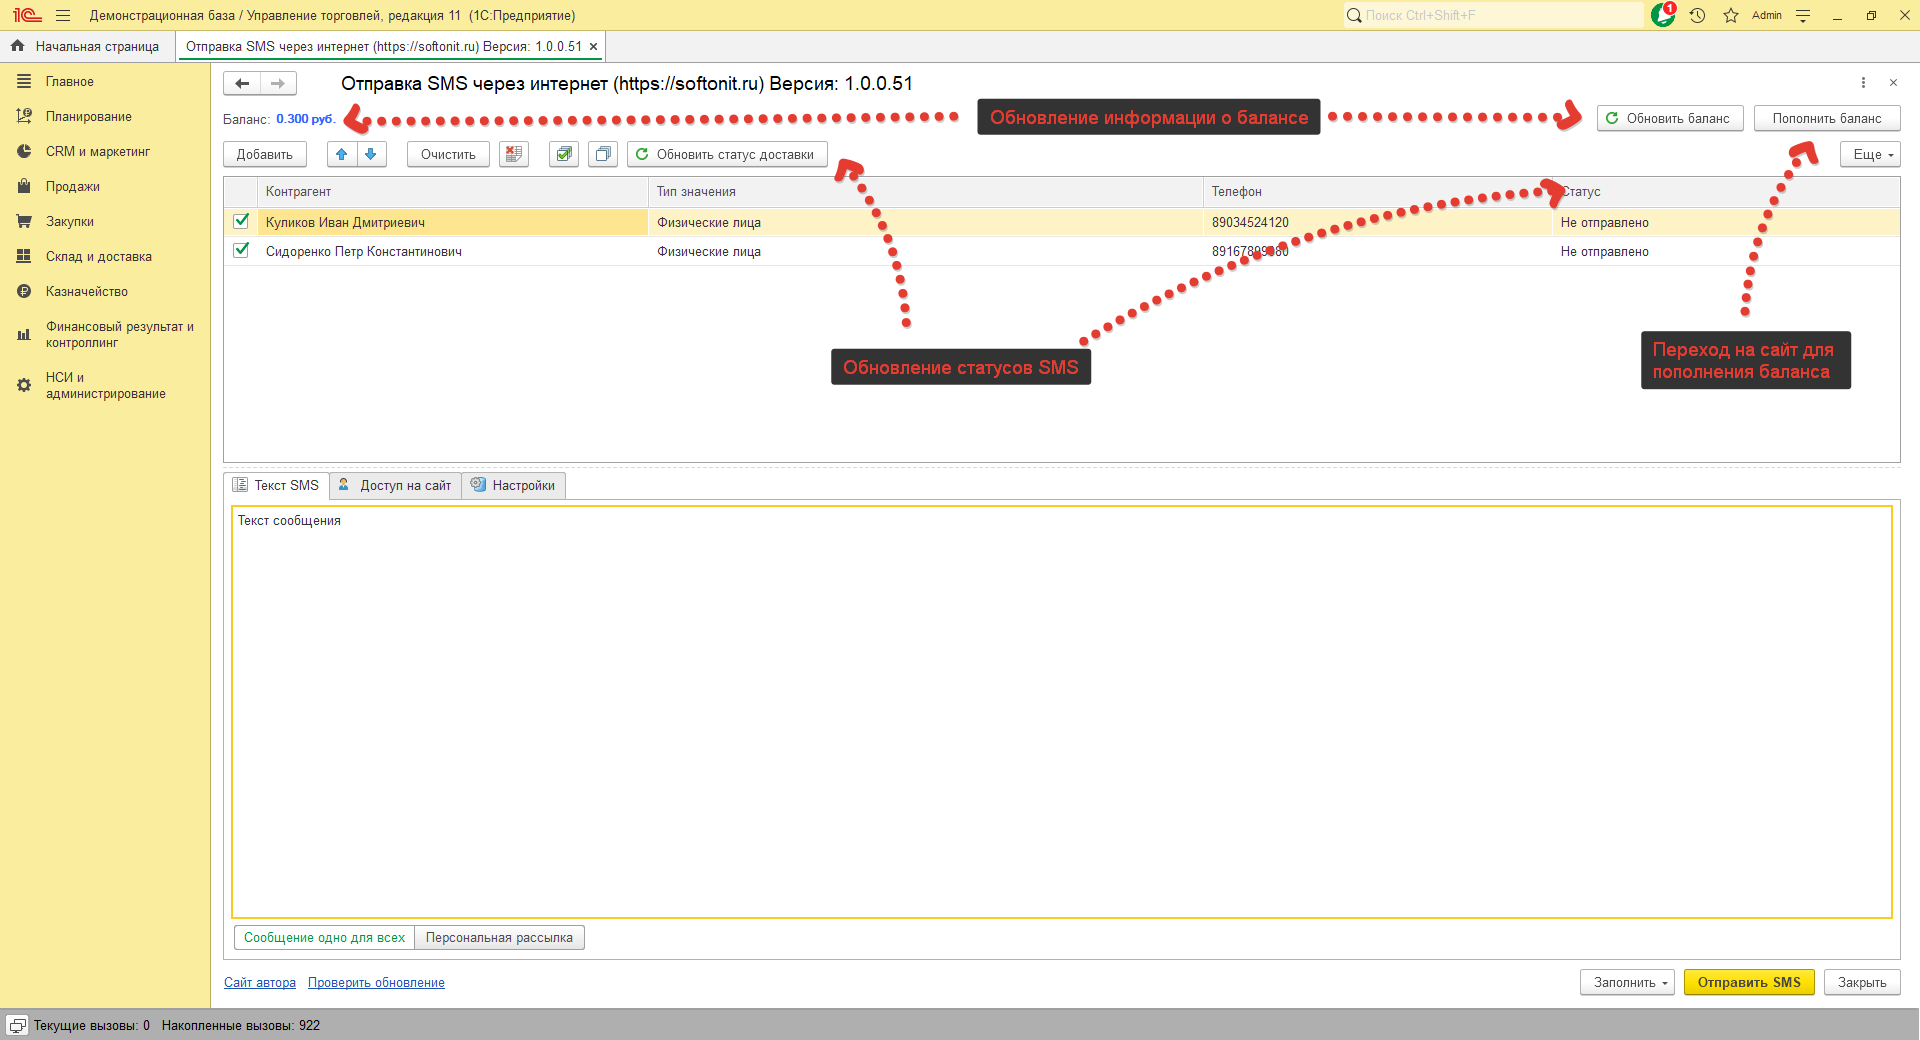 Демонстрационная база / Управление торговлей, редакция 11 (1С:Предприятие)
Поиск Ctrl+Shift+F
1
Admin
Начальная страница
Отправка SMS через интернет (https://softonit.ru) Версия: 1.0.0.51
Главное
Планирование
CRM и маркетинг
Продажи
Закупки
Склад и доставка
Казначейство
Финансовый результат и
контроллинг
НСИ и
администрирование
Отправка SMS через интернет (https://softonit.ru) Версия: 1.0.0.51
Баланс: 0.300 руб.
Обновление информации о балансе
Обновить баланс
Пополнить баланс
Добавить
Очистить
Обновить статус доставки
Еще
Контрагент Тип значения Телефон Статус
Куликов Иван Дмитриевич Физические лица 89034524120 Не отправлено
Сидоренко Петр Константинович Физические лица Не отправлено
Обновление статусов SMS
Переход на сайт для
пополнения баланса
Текст SMS
Доступ на сайт
Настройки
Текст сообщения
Сообщение одно для всех
Персональная рассылка
Сайт автора
Проверить обновление
Заполнить
Отправить SMS
Закрыть
Текущие вызовы: 0 Накопленные вызовы: 922